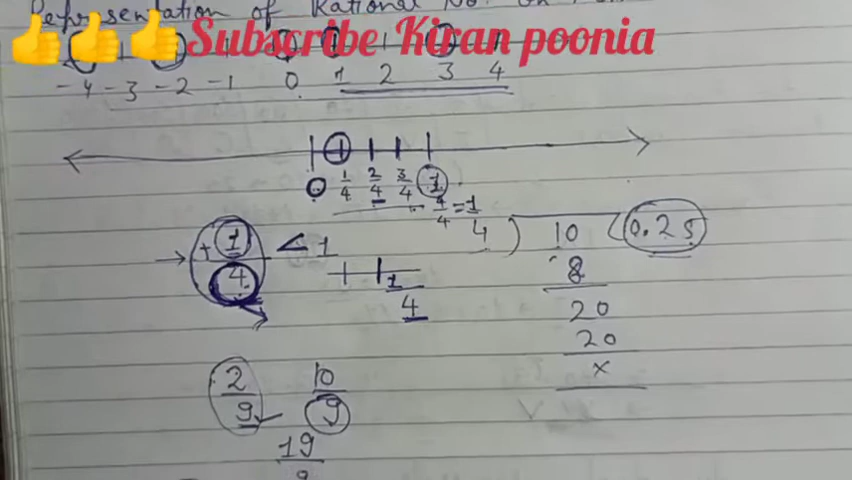 Representation of Rational No. on
Subscribe Kiran poonia
-4 -3 -2 -1 0 1 2 3 4
0 1/4 2/4 3/4 1
4/4 = 1
→ +1/4 < 1
1
4
4 ) 10 ( 0.25
8
20
20
×
2/9 10/9
19